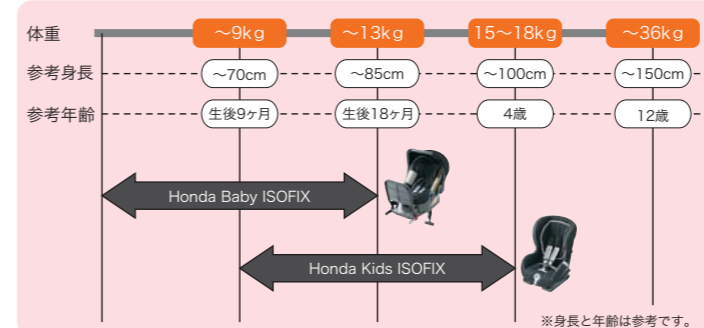 体重 ～9kg ～13kg 15～18kg ～36kg
参考身長 ～70cm ～85cm ～100cm ～150cm
参考年齢 生後9ヶ月 生後18ヶ月 4歳 12歳
Honda Baby ISOFIX
Honda Kids ISOFIX
※身長と年齢は参考です。